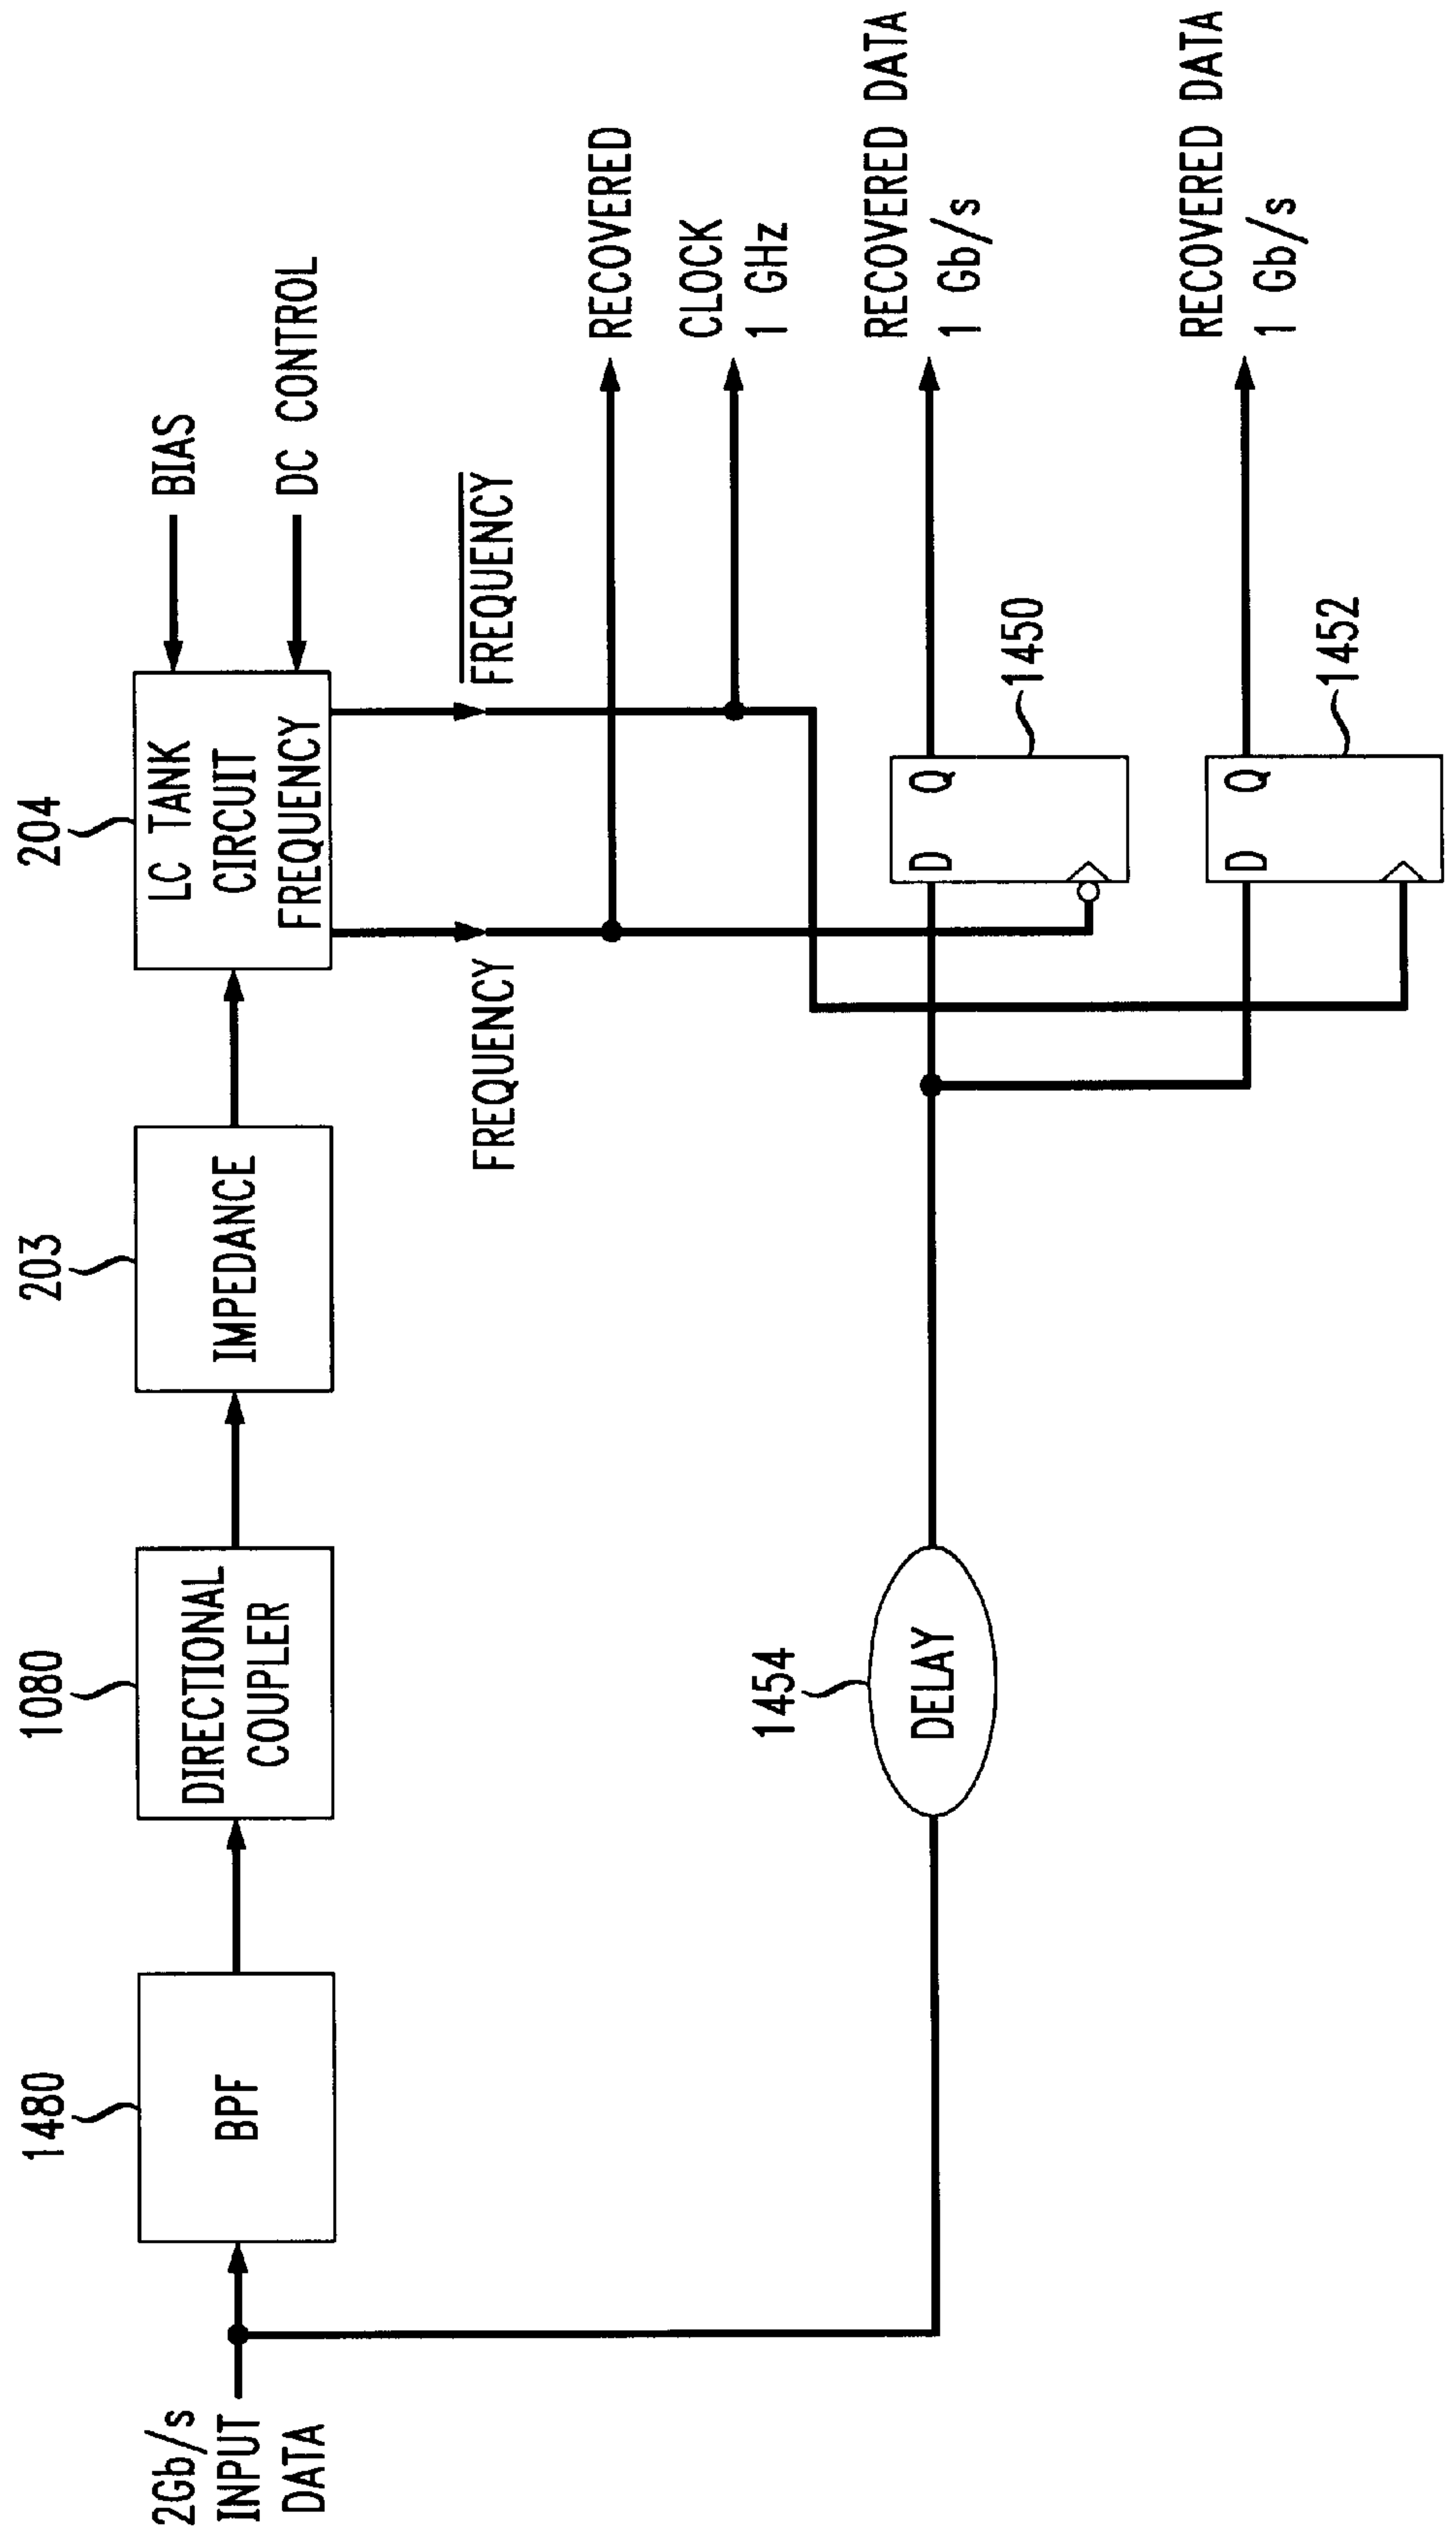 2Gb/s
INPUT
DATA
1480
BPF
1080
DIRECTIONAL
COUPLER
203
IMPEDANCE
204
LC TANK
CIRCUIT
FREQUENCY
BIAS
DC CONTROL
FREQUENCY
FREQUENCY
RECOVERED
CLOCK
1 GHz
1454
DELAY
D Q
1450
RECOVERED DATA
1 Gb/s
D Q
1452
RECOVERED DATA
1 Gb/s